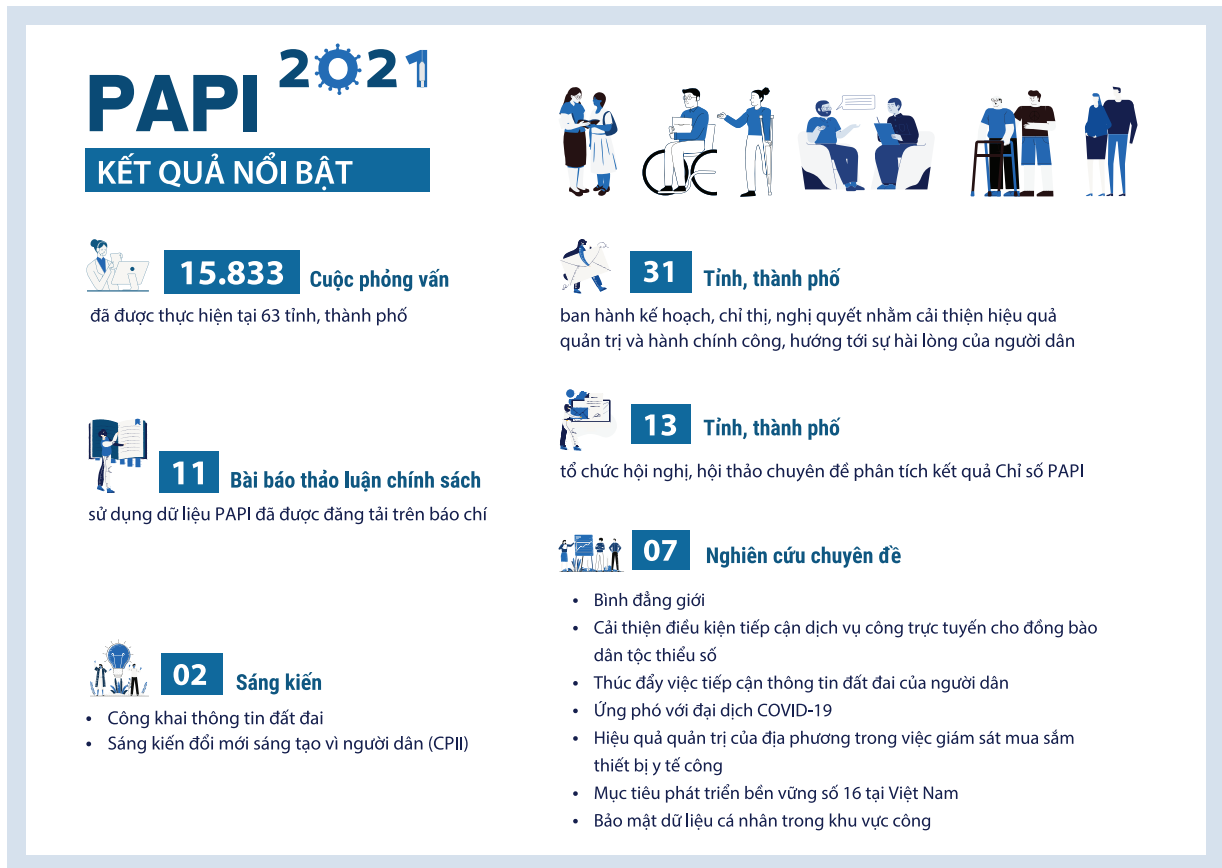 PAPI 2021
KẾT QUẢ NỔI BẬT
15.833 Cuộc phỏng vấn
đã được thực hiện tại 63 tỉnh, thành phố
11 Bài báo thảo luận chính sách
sử dụng dữ liệu PAPI đã được đăng tải trên báo chí
02 Sáng kiến
• Công khai thông tin đất đai
• Sáng kiến đổi mới sáng tạo vì người dân (CPII)
31 Tỉnh, thành phố
ban hành kế hoạch, chỉ thị, nghị quyết nhằm cải thiện hiệu quả
quản trị và hành chính công, hướng tới sự hài lòng của người dân
13 Tỉnh, thành phố
tổ chức hội nghị, hội thảo chuyên đề phân tích kết quả Chỉ số PAPI
07 Nghiên cứu chuyên đề
• Bình đẳng giới
• Cải thiện điều kiện tiếp cận dịch vụ công trực tuyến cho đồng bào
dân tộc thiểu số
• Thúc đẩy việc tiếp cận thông tin đất đai của người dân
• Ứng phó với đại dịch COVID-19
• Hiệu quả quản trị của địa phương trong việc giám sát mua sắm
thiết bị y tế công
• Mục tiêu phát triển bền vững số 16 tại Việt Nam
• Bảo mật dữ liệu cá nhân trong khu vực công